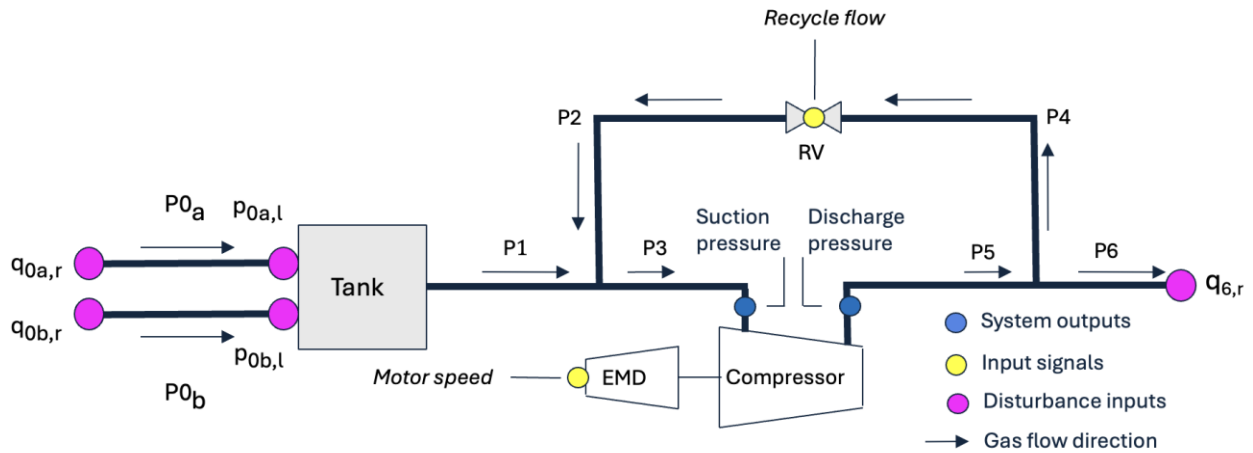 Recycle flow
P2
P4
RV
P0a
p0a,l
Suction
pressure
Discharge
pressure
q0a,r
Tank
P1
P3
P5
P6
q6,r
q0b,r
p0b,l
P0b
Motor speed
EMD
Compressor
System outputs
Input signals
Disturbance inputs
Gas flow direction